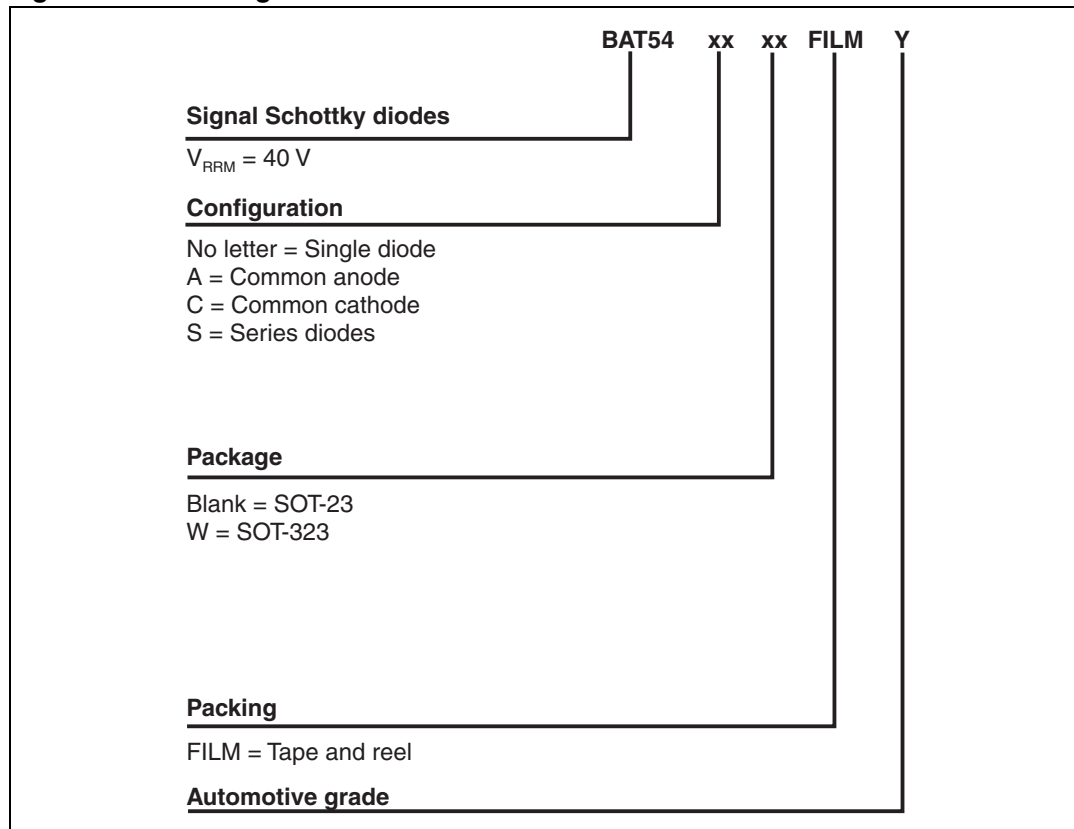 BAT54 xx xx FILM Y
Signal Schottky diodes
VRRM = 40 V
Configuration
No letter = Single diode
A = Common anode
C = Common cathode
S = Series diodes
Package
Blank = SOT-23
W = SOT-323
Packing
FILM = Tape and reel
Automotive grade